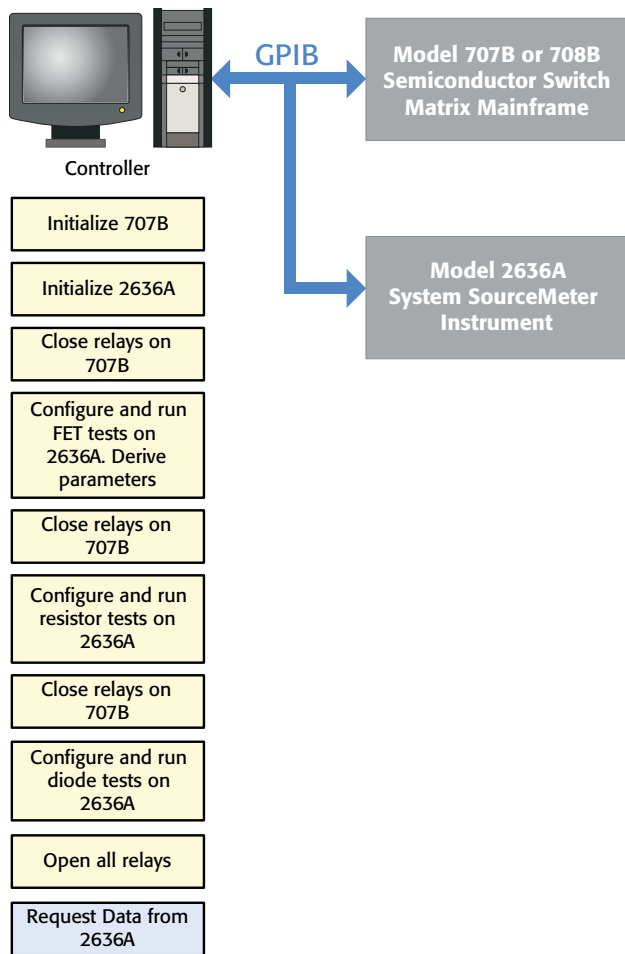 GPIB
Model 707B or 708B
Semiconductor Switch
Matrix Mainframe
Controller
Model 2636A
System SourceMeter
Instrument
Initialize 707B
Initialize 2636A
Close relays on
707B
Configure and run
FET tests on
2636A. Derive
parameters
Close relays on
707B
Configure and run
resistor tests on
2636A
Close relays on
707B
Configure and run
diode tests on
2636A
Open all relays
Request Data from
2636A